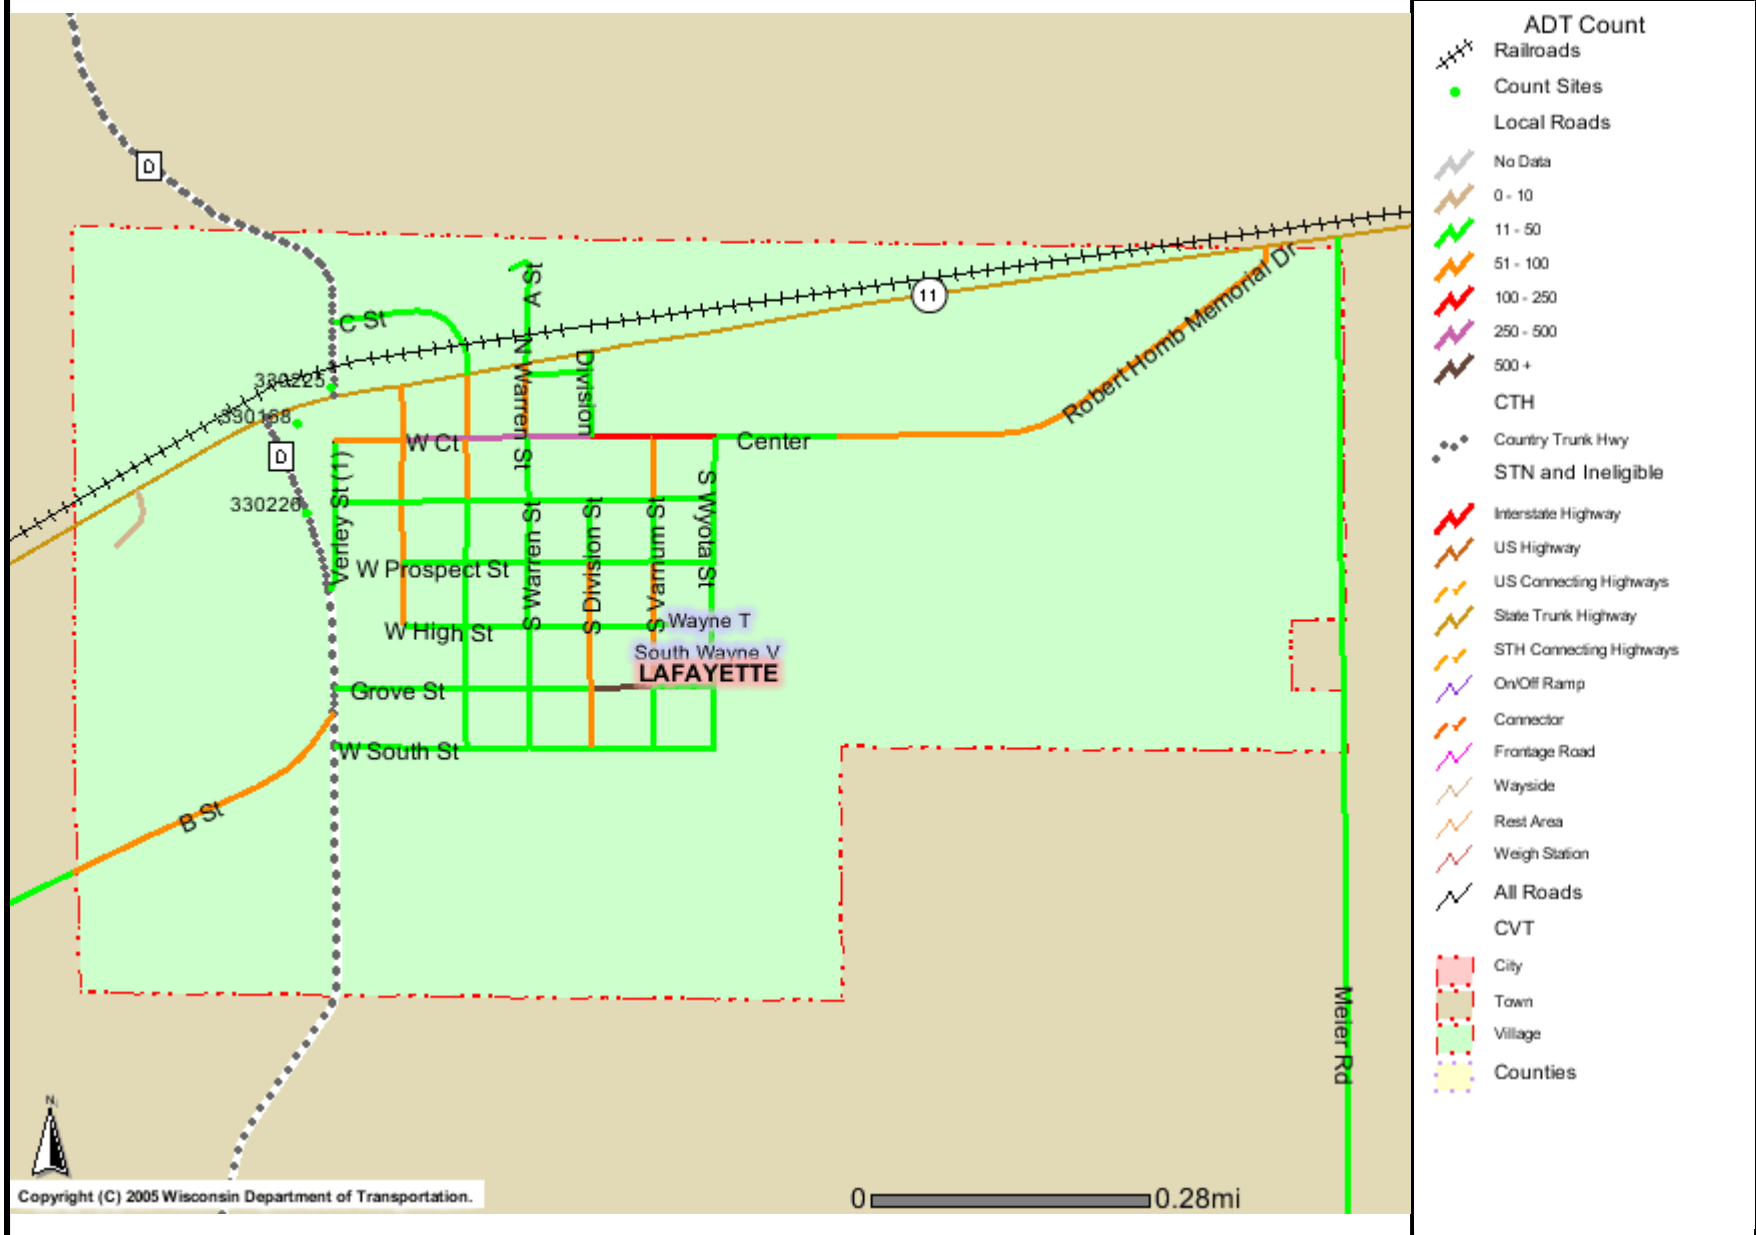 D
A St
C St
11
Robert Homb Memorial Dr
N Warren St
Division
330225
330168
W Ct
Center
D
Verley St (1)
S Wyota St
330226
S Warren St
S Division St
S Varnum St
W Prospect St
W High St
Wayne T
South Wayne V
LAFAYETTE
Grove St
W South St
B St
Meier Rd
N
Copyright (C) 2005 Wisconsin Department of Transportation.
0
0.28mi
ADT Count
Railroads
Count Sites
Local Roads
No Data
0 - 10
11 - 50
51 - 100
100 - 250
250 - 500
500 +
CTH
Country Trunk Hwy
STN and Ineligible
Interstate Highway
US Highway
US Connecting Highways
State Trunk Highway
STH Connecting Highways
On/Off Ramp
Connector
Frontage Road
Wayside
Rest Area
Weigh Station
All Roads
CVT
City
Town
Village
Counties